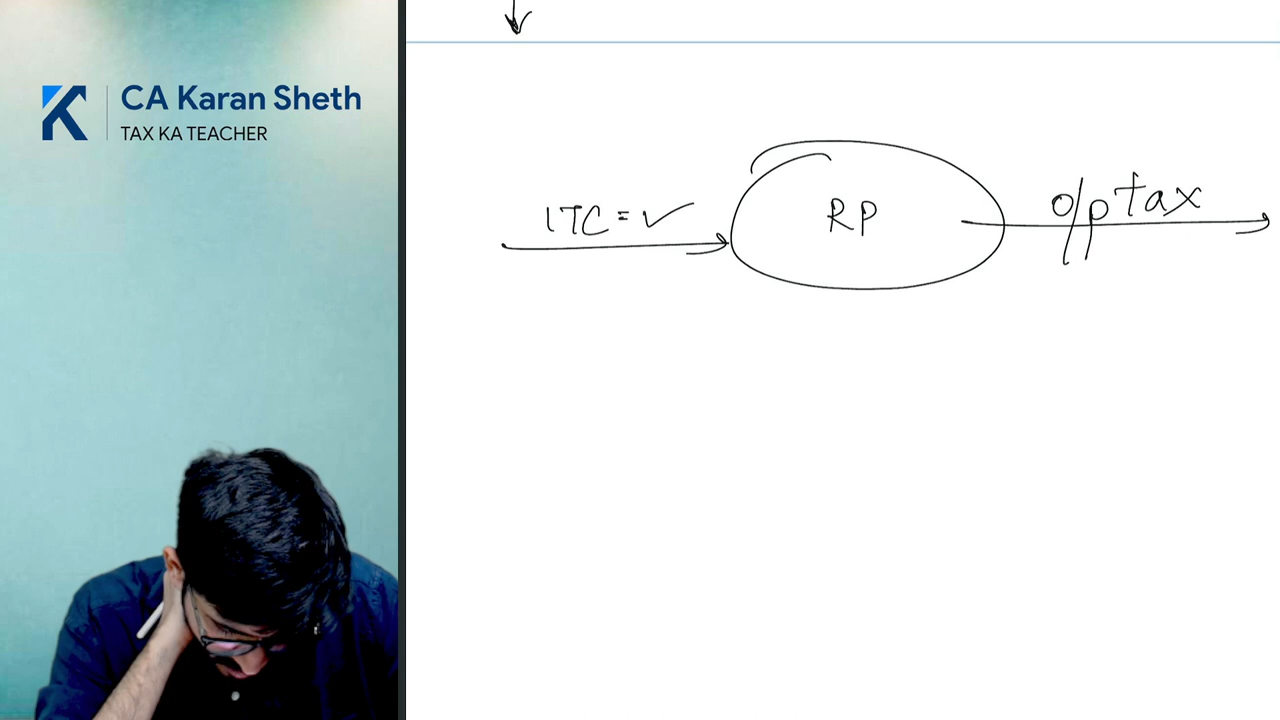 CA Karan Sheth
TAX KA TEACHER
ITC = ✓
RP
o/p tax